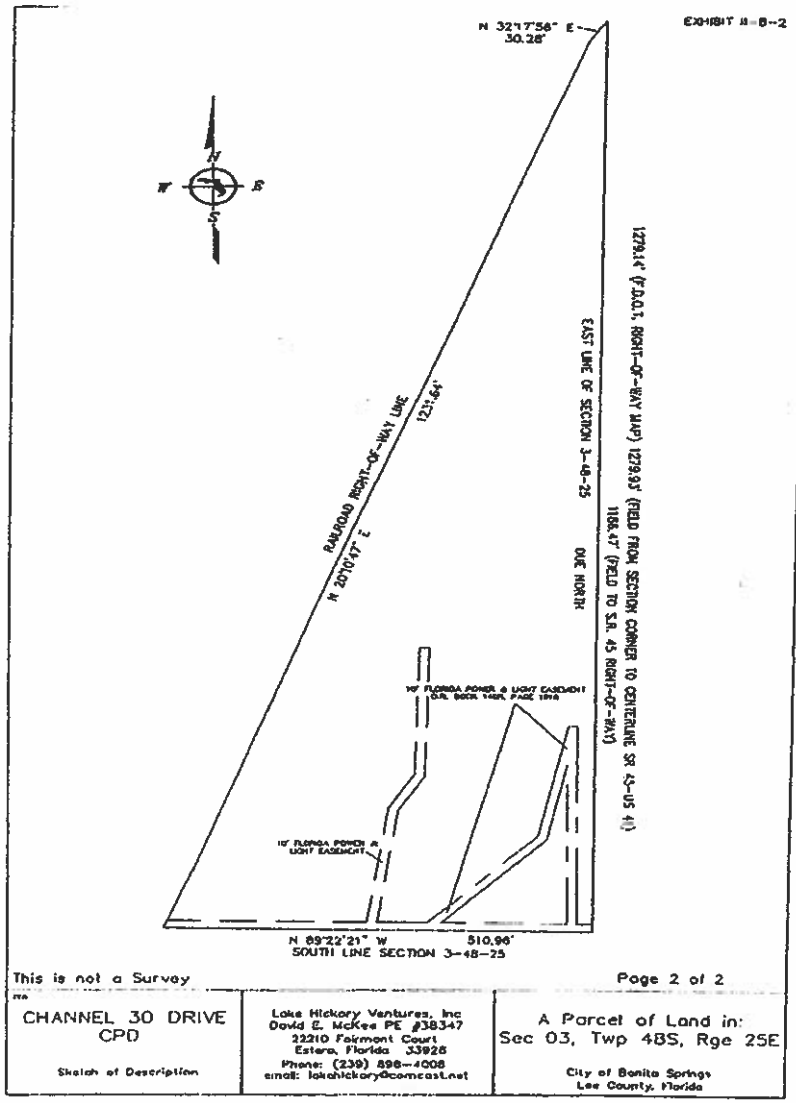 EXHIBIT B-2
N 32°17'56" E
30.28'
N
W E
S
1279.14' (F.D.O.T. RIGHT-OF-WAY MAP) 1279.93' (FIELD FROM SECTION CORNER TO CENTERLINE SR 45-US 41)
1186.47' (FIELD TO S.R. 45 RIGHT-OF-WAY)
EAST LINE OF SECTION 3-48-25
DUE NORTH
RAILROAD RIGHT-OF-WAY LINE
1231.64'
N 20°10'47" E
10' FLORIDA POWER & LIGHT EASEMENT
O.R. BOOK PAGE
10' FLORIDA POWER &
LIGHT EASEMENT
N 89°22'21" W 510.96'
SOUTH LINE SECTION 3-48-25
This is not a Survey
Page 2 of 2
CHANNEL 30 DRIVE
CPD
Sketch of Description
Lake Hickory Ventures, Inc
David E. McKee PE #38347
22210 Fairmont Court
Estero, Florida 33928
Phone: (239) 898-4008
email: lakehickory@comcast.net
A Parcel of Land in:
Sec 03, Twp 48S, Rge 25E
City of Bonita Springs
Lee County, Florida